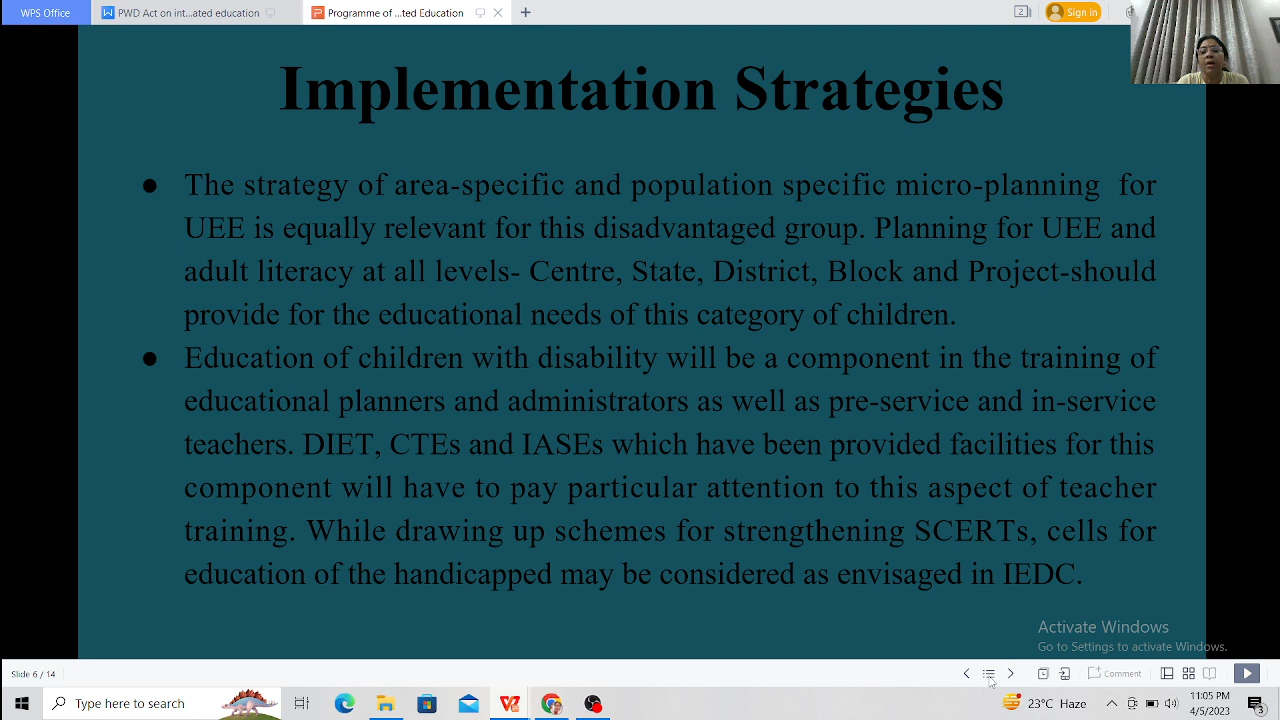 WPS Office
PWD Act on ...tation
Programme of ...ted Education
Sign in
Implementation Strategies
● The strategy of area-specific and population specific micro-planning for
UEE is equally relevant for this disadvantaged group. Planning for UEE and
adult literacy at all levels- Centre, State, District, Block and Project-should
provide for the educational needs of this category of children.
● Education of children with disability will be a component in the training of
educational planners and administrators as well as pre-service and in-service
teachers. DIET, CTEs and IASEs which have been provided facilities for this
component will have to pay particular attention to this aspect of teacher
training. While drawing up schemes for strengthening SCERTs, cells for
education of the handicapped may be considered as envisaged in IEDC.
Activate Windows
Go to Settings to activate Windows.
Slide 6 / 14
Comment
Type here to search
23°C Haze
11:05 PM
4/5/2023
3